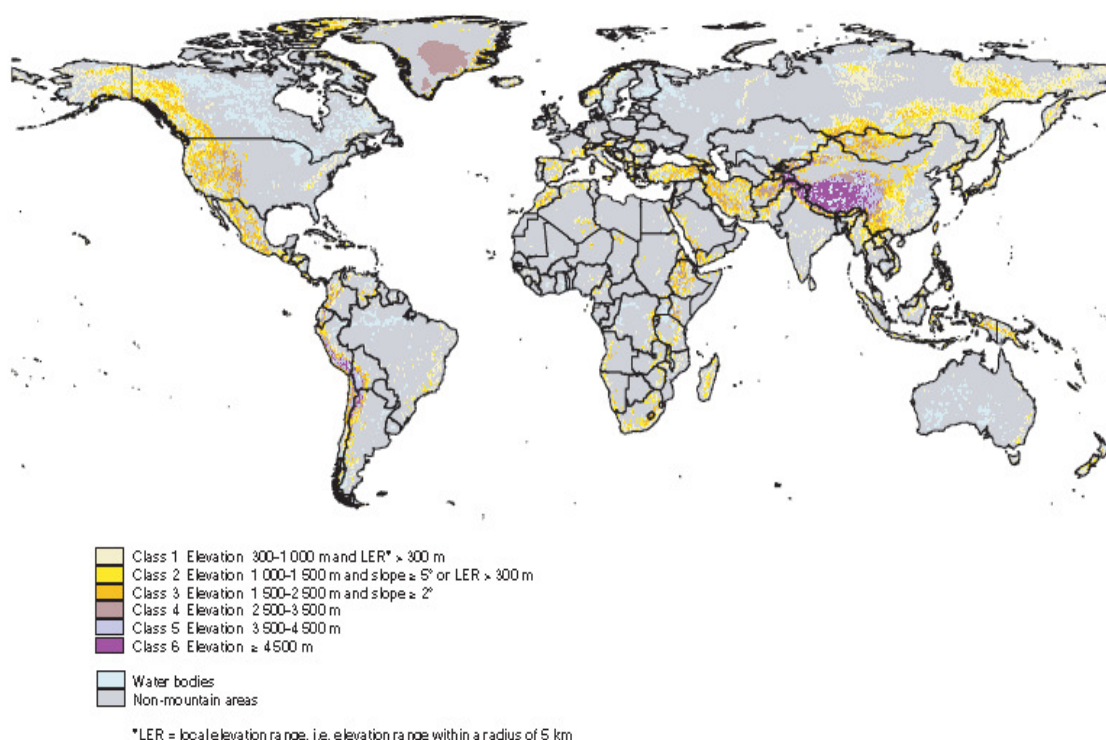 Class 1 Elevation 300–1 000 m and LER* > 300 m
Class 2 Elevation 1 000–1 500 m and slope ≥ 5° or LER > 300 m
Class 3 Elevation 1 500–2 500 m and slope ≥ 2°
Class 4 Elevation 2 500–3 500 m
Class 5 Elevation 3 500–4 500 m
Class 6 Elevation ≥ 4 500 m
Water bodies
Non-mountain areas
*LER = local elevation range, i.e. elevation range within a radius of 5 km